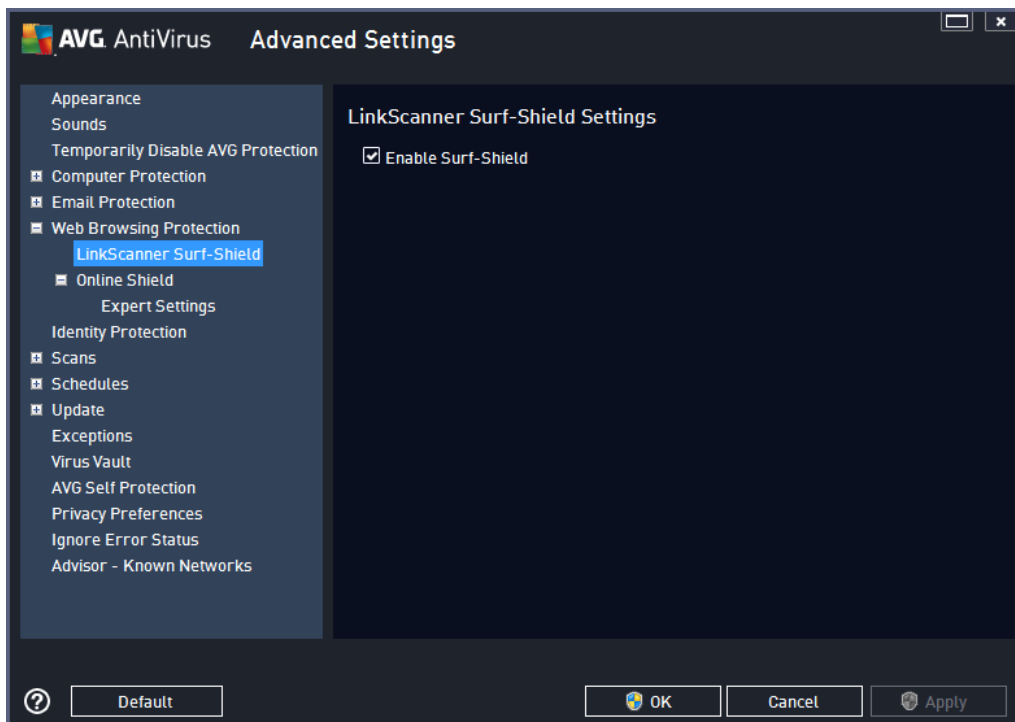 AVG AntiVirus Advanced Settings
Appearance
Sounds
Temporarily Disable AVG Protection
Computer Protection
Email Protection
Web Browsing Protection
LinkScanner Surf-Shield
Online Shield
Expert Settings
Identity Protection
Scans
Schedules
Update
Exceptions
Virus Vault
AVG Self Protection
Privacy Preferences
Ignore Error Status
Advisor - Known Networks
LinkScanner Surf-Shield Settings
Enable Surf-Shield
? Default OK Cancel Apply